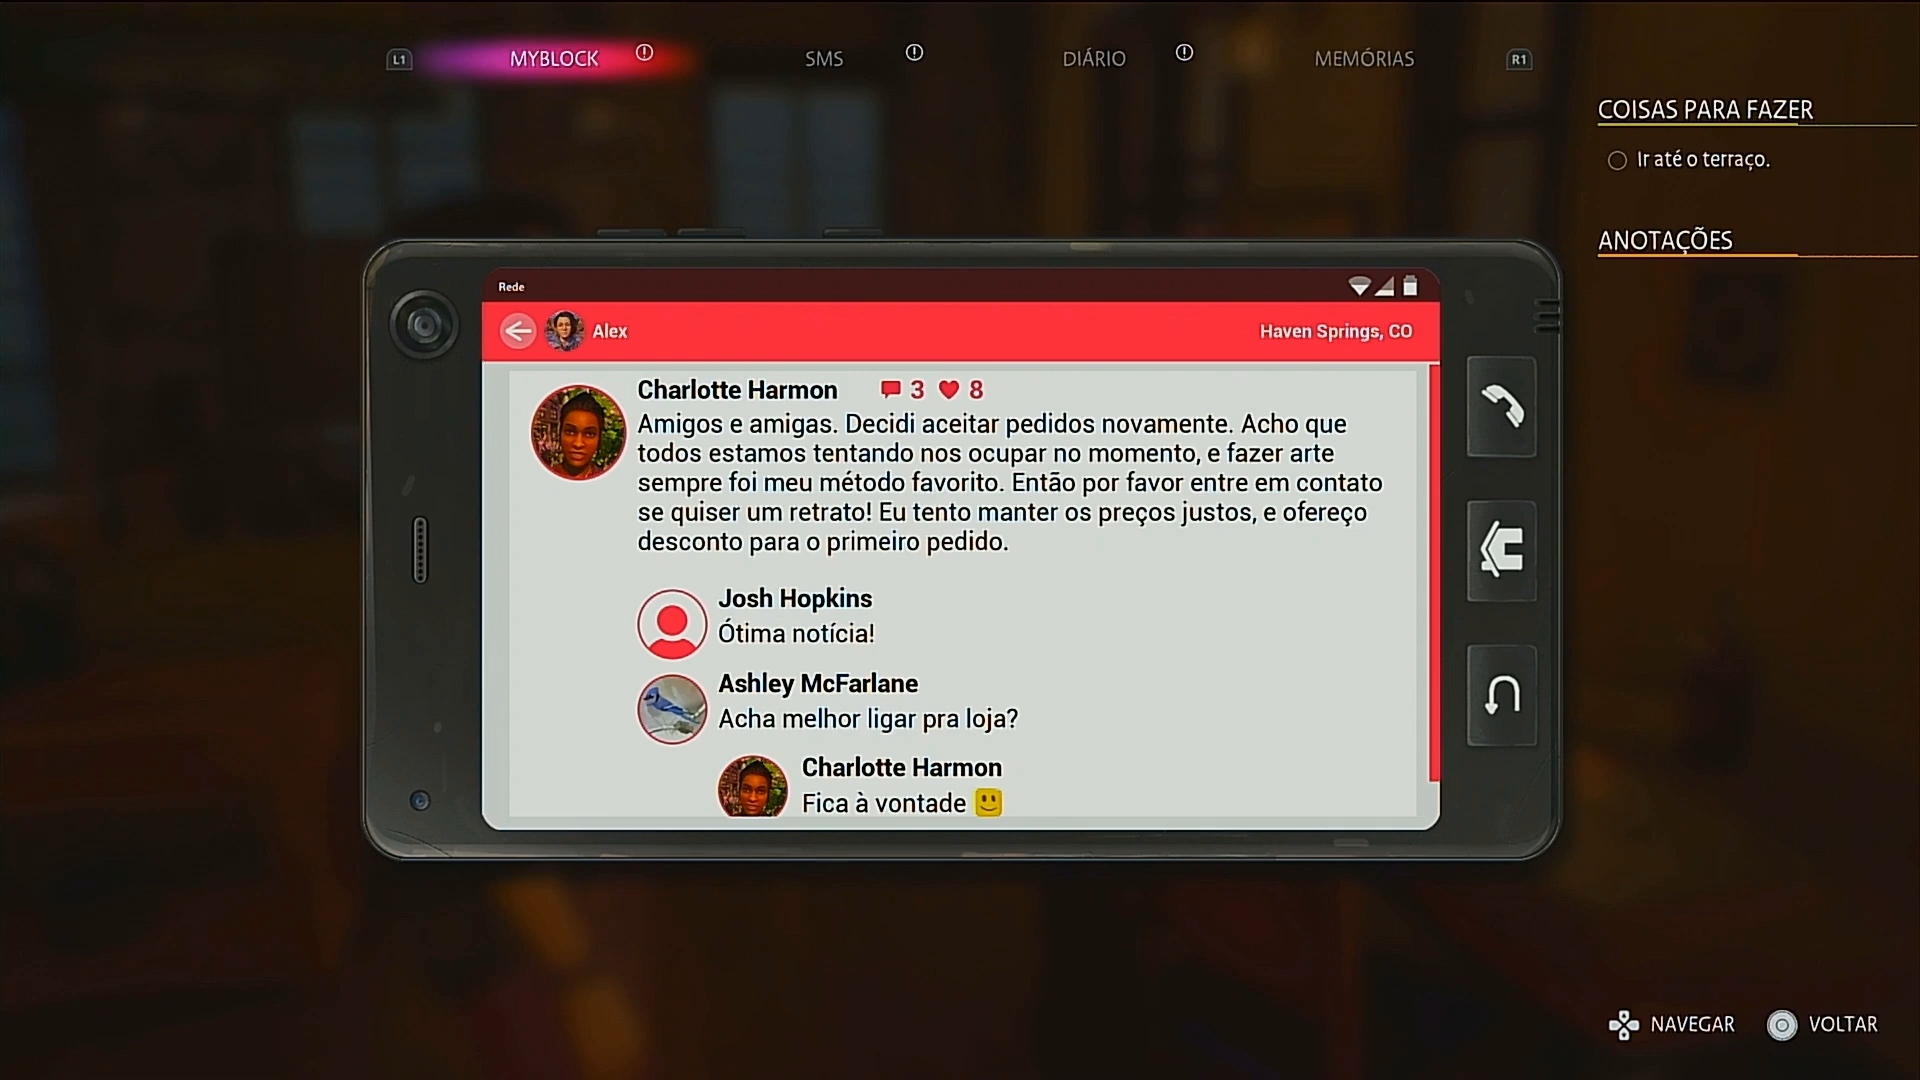 L1
MYBLOCK
SMS
DIÁRIO
MEMÓRIAS
R1
COISAS PARA FAZER
Ir até o terraço.
ANOTAÇÕES
Rede
Alex
Haven Springs, CO
Charlotte Harmon 3 8
Amigos e amigas. Decidi aceitar pedidos novamente. Acho que
todos estamos tentando nos ocupar no momento, e fazer arte
sempre foi meu método favorito. Então por favor entre em contato
se quiser um retrato! Eu tento manter os preços justos, e ofereço
desconto para o primeiro pedido.
Josh Hopkins
Ótima notícia!
Ashley McFarlane
Acha melhor ligar pra loja?
Charlotte Harmon
Fica à vontade
NAVEGAR
VOLTAR